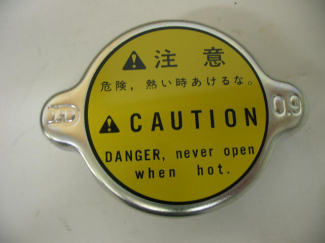 ⚠ 注意
危険，熱い時あけるな。
⚠ CAUTION
DANGER, never open
when hot.
0.9